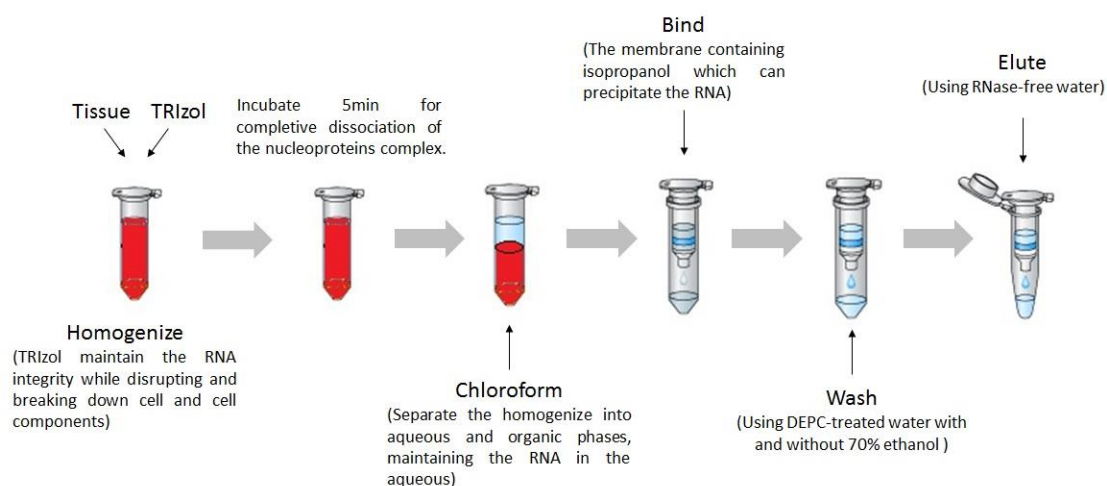 Tissue TRIzol
Homogenize
(TRIzol maintain the RNA
integrity while disrupting and
breaking down cell and cell
components)
Incubate 5min for
completive dissociation of
the nucleoproteins complex.
Chloroform
(Separate the homogenize into
aqueous and organic phases,
maintaining the RNA in the
aqueous)
Bind
(The membrane containing
isopropanol which can
precipitate the RNA)
Wash
(Using DEPC-treated water with
and without 70% ethanol )
Elute
(Using RNase-free water)